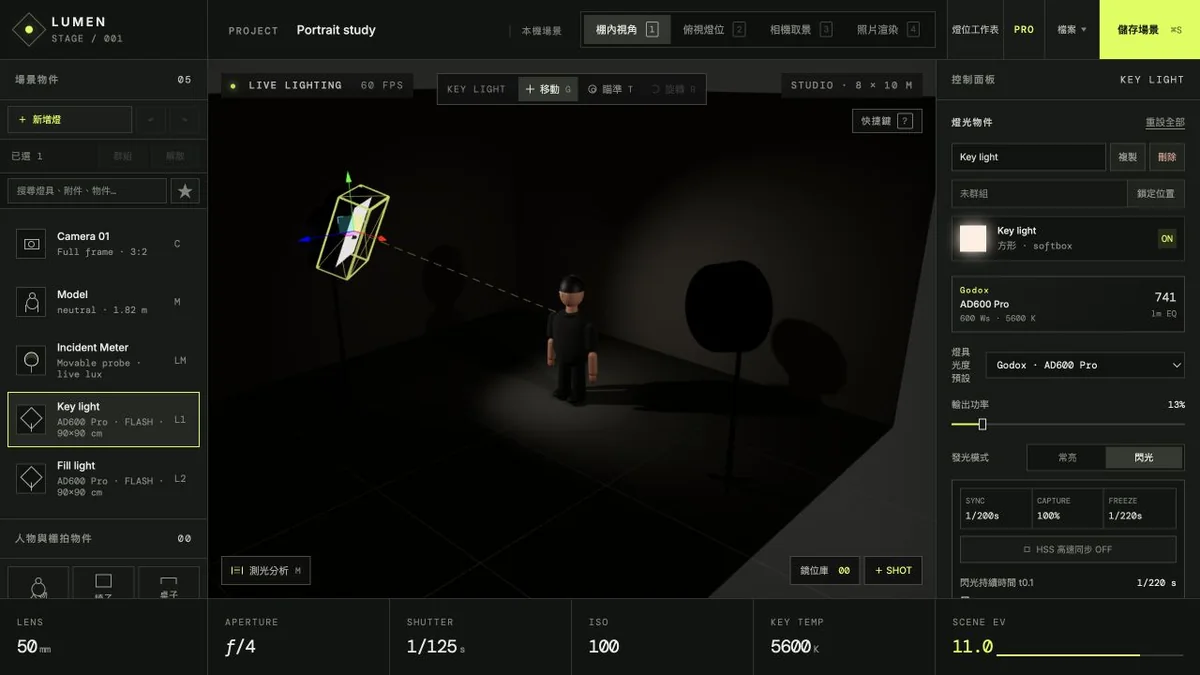 LUMEN
STAGE / 001
PROJECT Portrait study
本機場景
棚內視角 1 俯視燈位 2 相機取景 3 照片渲染 4
燈位工作表 PRO 檔案 ▾ 儲存場景 ⌘S
場景物件 05
+ 新增燈
已選 1 群組 解散
搜尋燈具、附件、物件… ★
Camera 01 C
Full frame · 3:2
Model M
neutral · 1.82 m
Incident Meter LM
Movable probe ·
live lux
Key light L1
AD600 Pro · FLASH ·
90×90 cm
Fill light L2
AD600 Pro · FLASH ·
90×90 cm
人物與棚拍物件 00
椅子 桌子
LIVE LIGHTING 60 FPS
KEY LIGHT 移動 G 瞄準 T 旋轉 R
STUDIO · 8 × 10 M
快捷鍵 ?
測光分析 M
鏡位庫 00 + SHOT
控制面板 KEY LIGHT
燈光物件 重設全部
Key light 複製 刪除
未群組 鎖定位置
Key light ON
方形 · softbox
Godox
AD600 Pro 741
600 Ws · 5600 K 1m EQ
燈具
光度
預設
Godox · AD600 Pro
輸出功率 13%
發光模式 常亮 閃光
SYNC CAPTURE FREEZE
1/200s 100% 1/220s
HSS 高速同步 OFF
閃光持續時間 t0.1 1/220 s
LENS APERTURE SHUTTER ISO KEY TEMP SCENE EV
50mm ƒ/4 1/125s 100 5600K 11.0